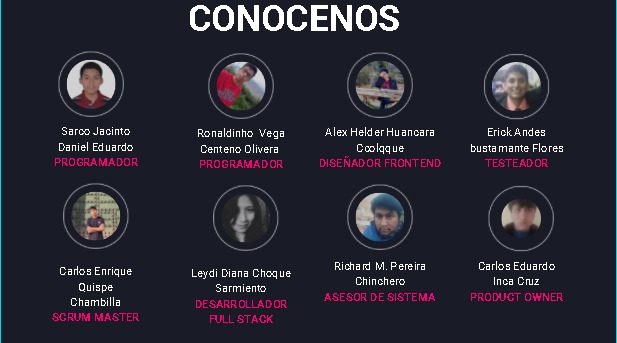 CONOCENOS
Sarco Jacinto
Daniel Eduardo
PROGRAMADOR
Ronaldinho Vega
Centeno Olivera
PROGRAMADOR
Alex Helder Huancara
Ccolqque
DISEÑADOR FRONTEND
Erick Andes
bustamante Flores
TESTEADOR
Carlos Enrique
Quispe
Chambilla
SCRUM MASTER
Leydi Diana Choque
Sarmiento
DESARROLLADOR
FULL STACK
Richard M. Pereira
Chinchero
ASESOR DE SISTEMA
Carlos Eduardo
Inca Cruz
PRODUCT OWNER